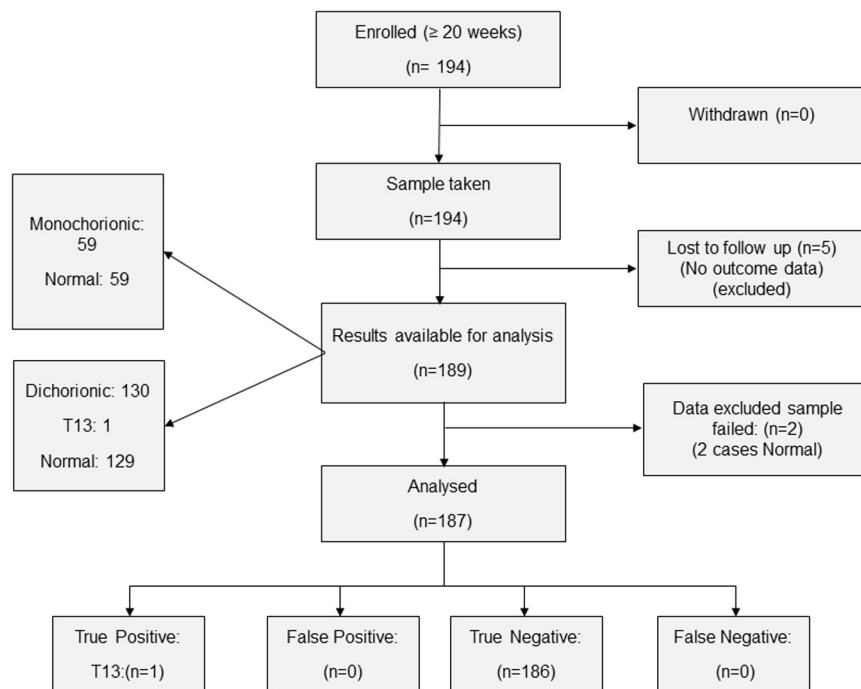 Enrolled (≥ 20 weeks)
(n= 194)
Withdrawn (n=0)
Sample taken
(n=194)
Monochorionic:
59
Normal: 59
Lost to follow up (n=5)
(No outcome data)
(excluded)
Results available for analysis
(n=189)
Dichorionic: 130
T13: 1
Normal: 129
Data excluded sample
failed: (n=2)
(2 cases Normal)
Analysed
(n=187)
True Positive:
T13:(n=1)
False Positive:
(n=0)
True Negative:
(n=186)
False Negative:
(n=0)